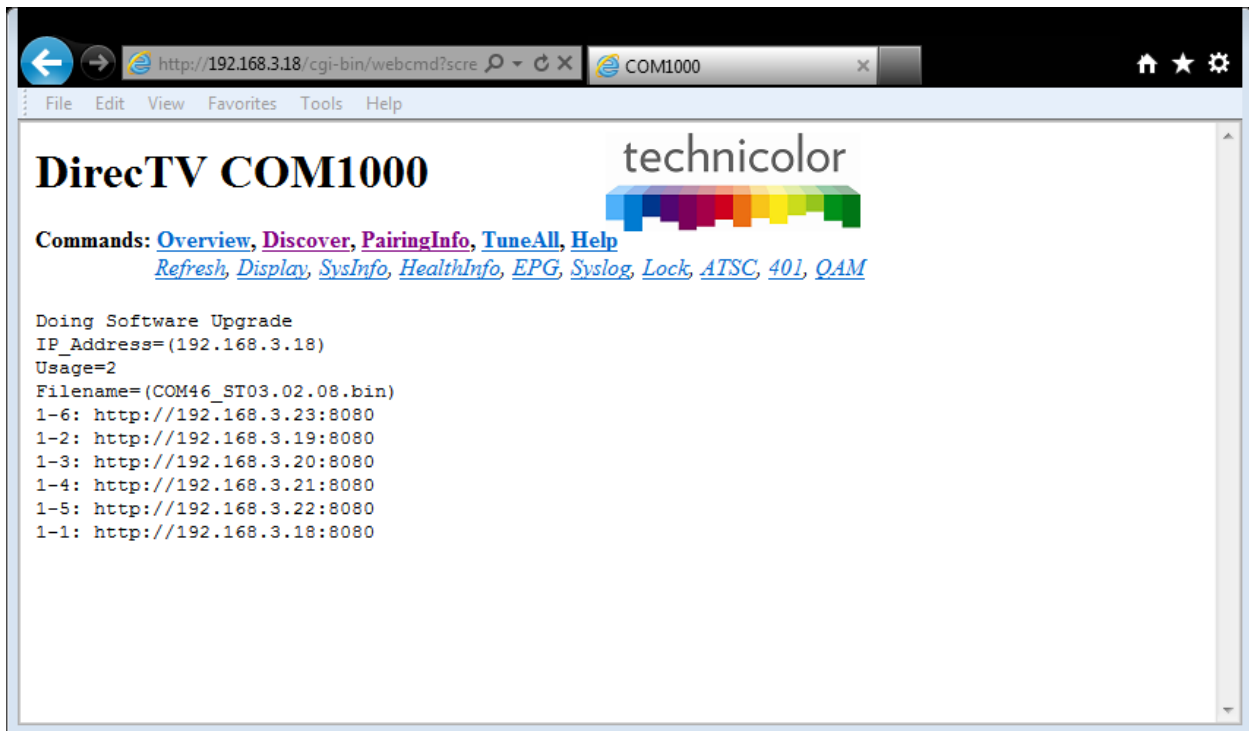 http://192.168.3.18/cgi-bin/webcmd?scre
COM1000
File Edit View Favorites Tools Help
DirecTV COM1000
technicolor
Commands: Overview, Discover, PairingInfo, TuneAll, Help
Refresh, Display, SysInfo, HealthInfo, EPG, Syslog, Lock, ATSC, 401, QAM
Doing Software Upgrade
IP_Address=(192.168.3.18)
Usage=2
Filename=(COM46_ST03.02.08.bin)
1-6: http://192.168.3.23:8080
1-2: http://192.168.3.19:8080
1-3: http://192.168.3.20:8080
1-4: http://192.168.3.21:8080
1-5: http://192.168.3.22:8080
1-1: http://192.168.3.18:8080